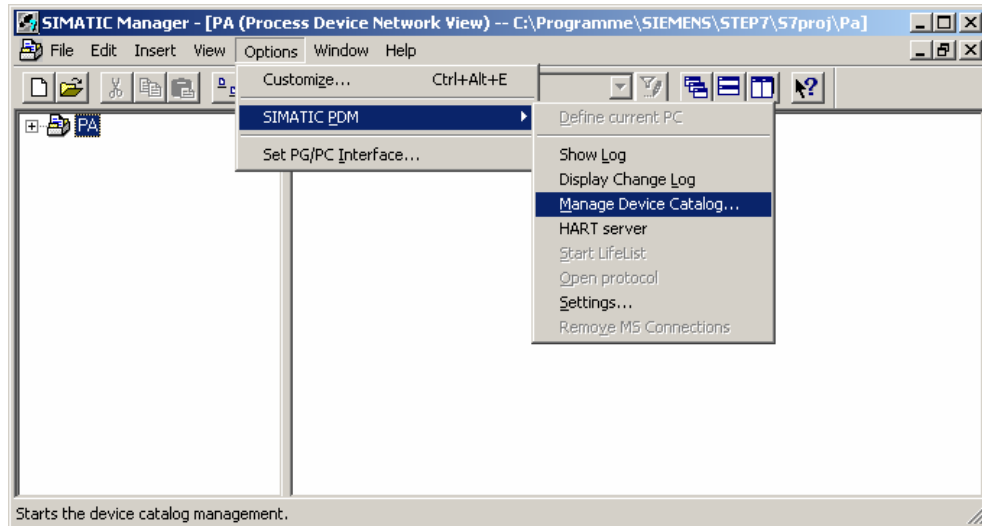 SIMATIC Manager - [PA (Process Device Network View) -- C:\Programme\SIEMENS\STEP7\S7proj\Pa]
File Edit Insert View Options Window Help
Customize... Ctrl+Alt+E
SIMATIC PDM
Set PG/PC Interface...
Define current PC
Show Log
Display Change Log
Manage Device Catalog...
HART server
Start LifeList
Open protocol
Settings...
Remove MS Connections
PA
Starts the device catalog management.